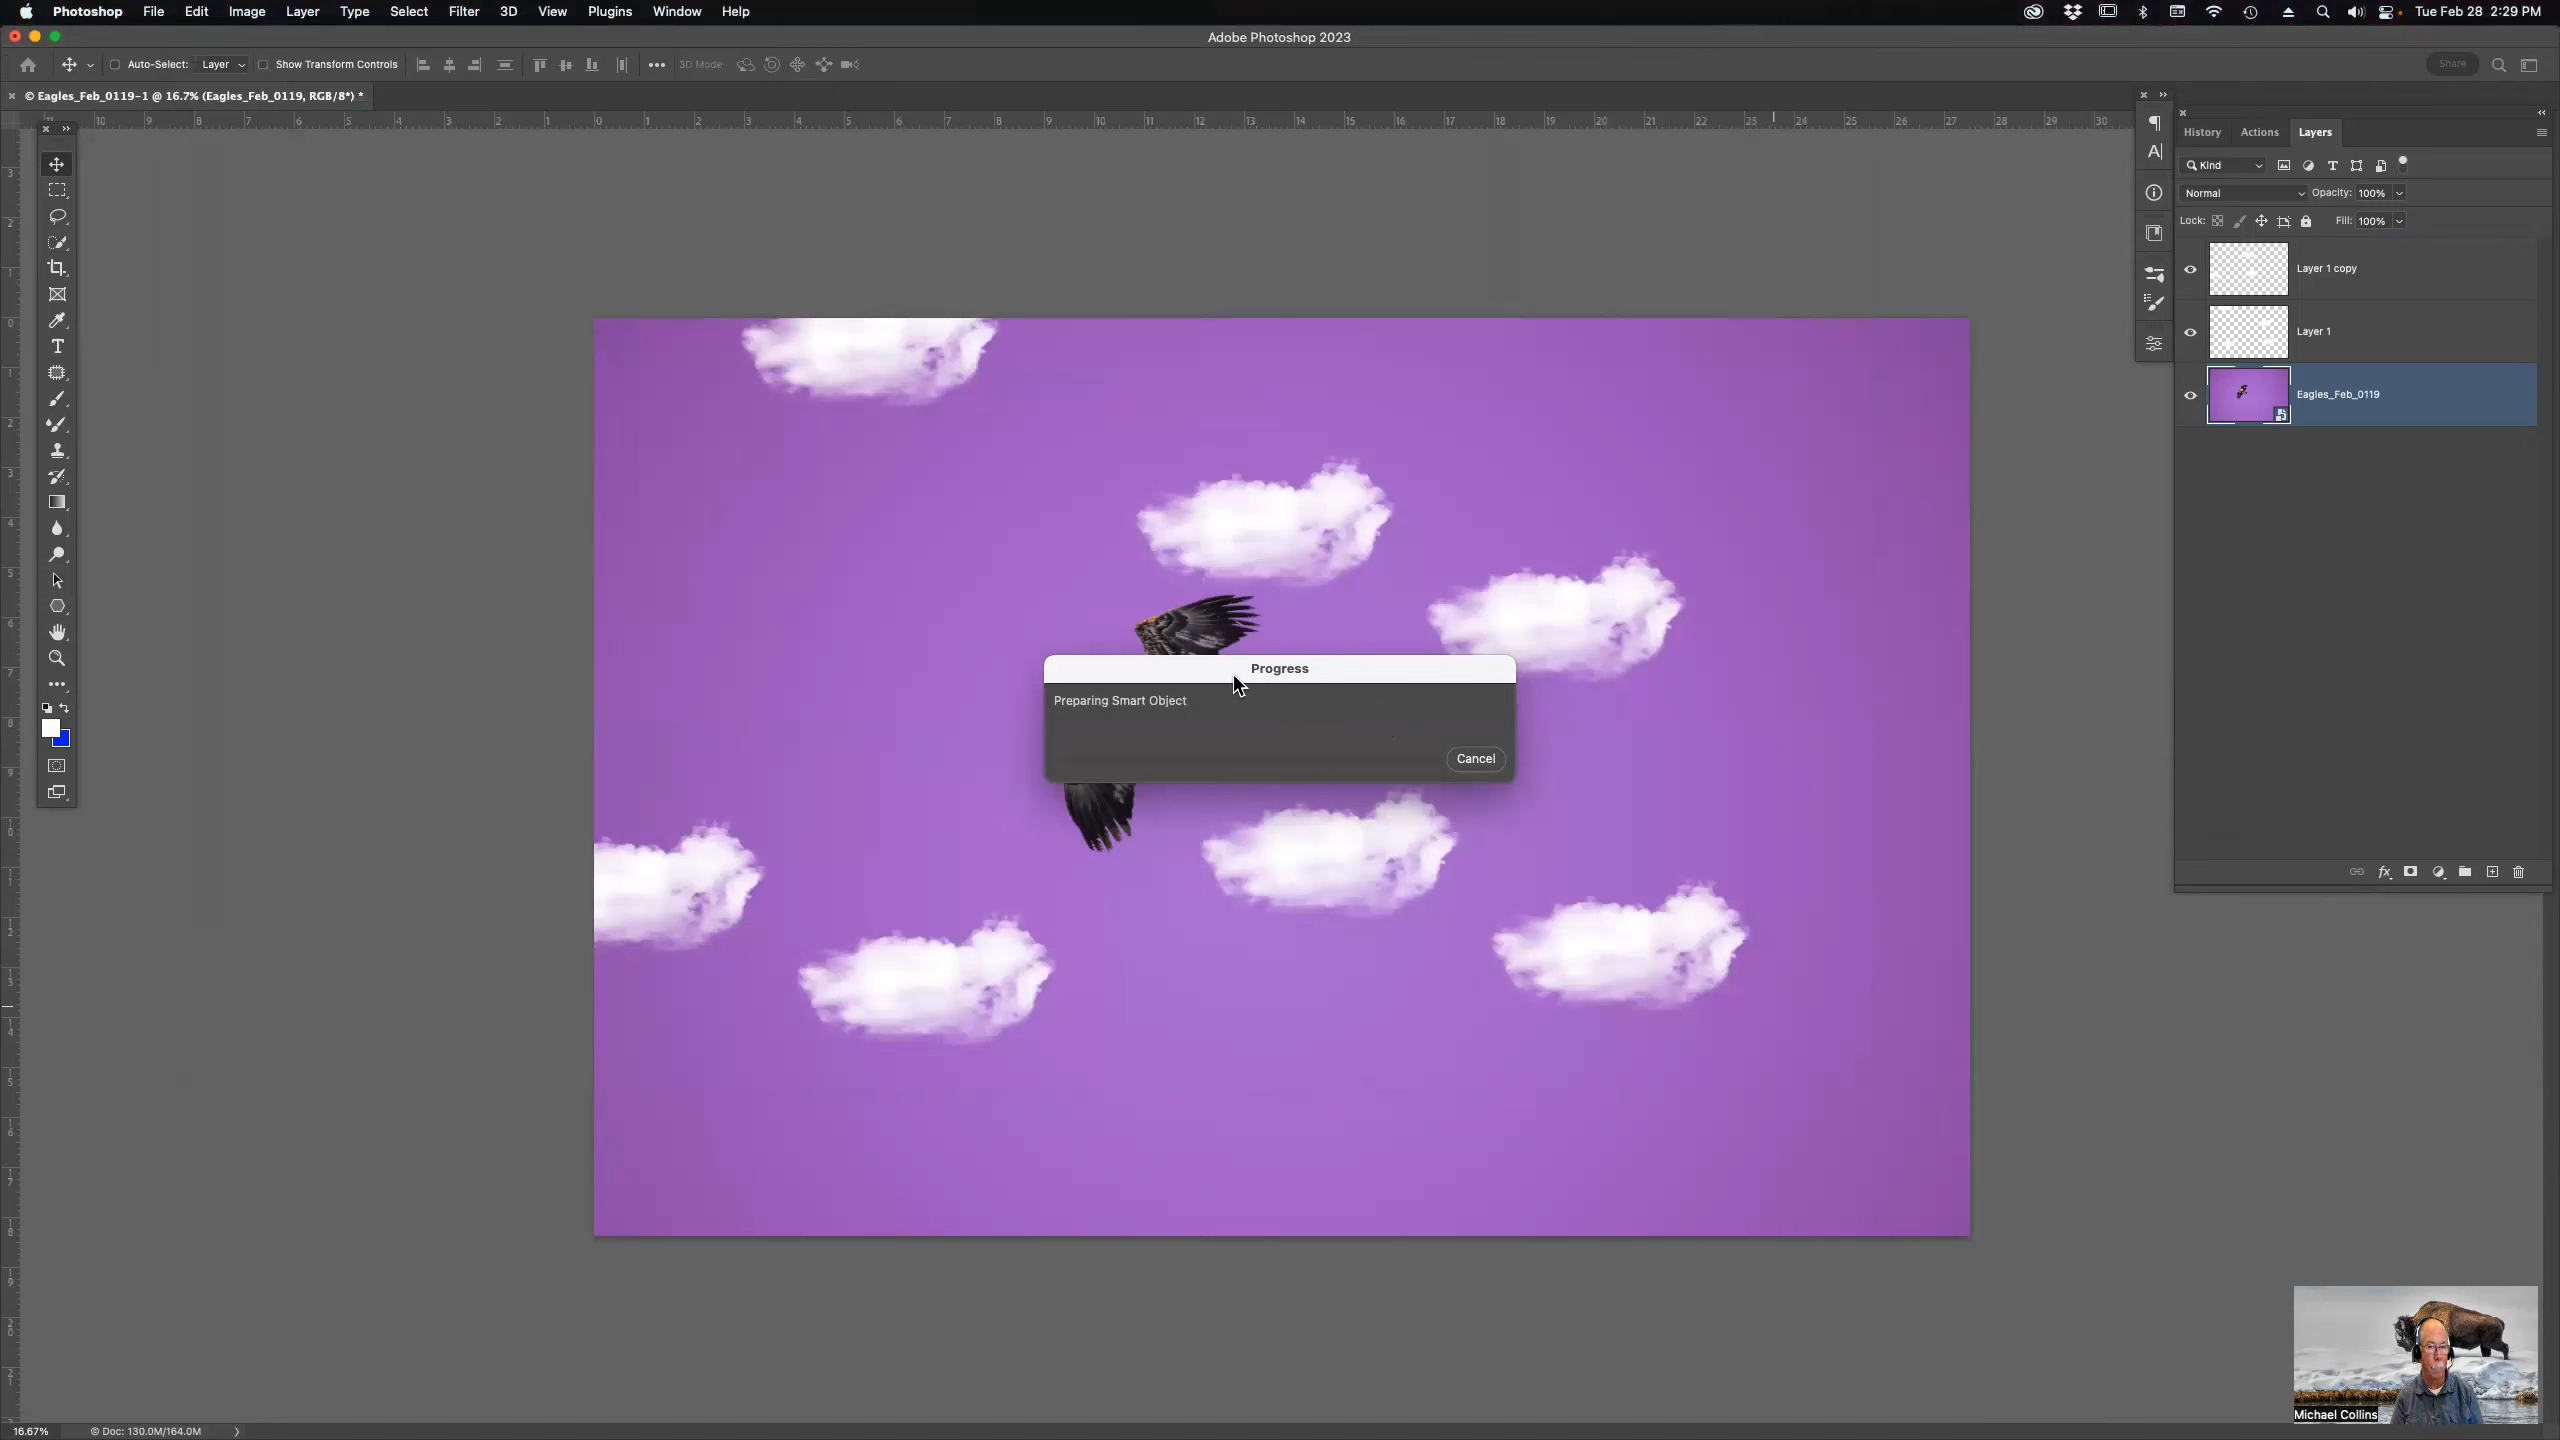 Photoshop File Edit Image Layer Type Select Filter 3D View Plugins Window Help Tue Feb 28 2:29 PM
Adobe Photoshop 2023
Auto-Select: Layer Show Transform Controls 3D Mode Share
© Eagles_Feb_0119-1 @ 16.7% (Eagles_Feb_0119, RGB/8*) *
History Actions Layers
Kind
Normal Opacity: 100%
Lock: Fill: 100%
Layer 1 copy
Layer 1
Eagles_Feb_0119
Progress
Preparing Smart Object
Cancel
Michael Collins
16.67% © Doc: 130.0M/164.0M